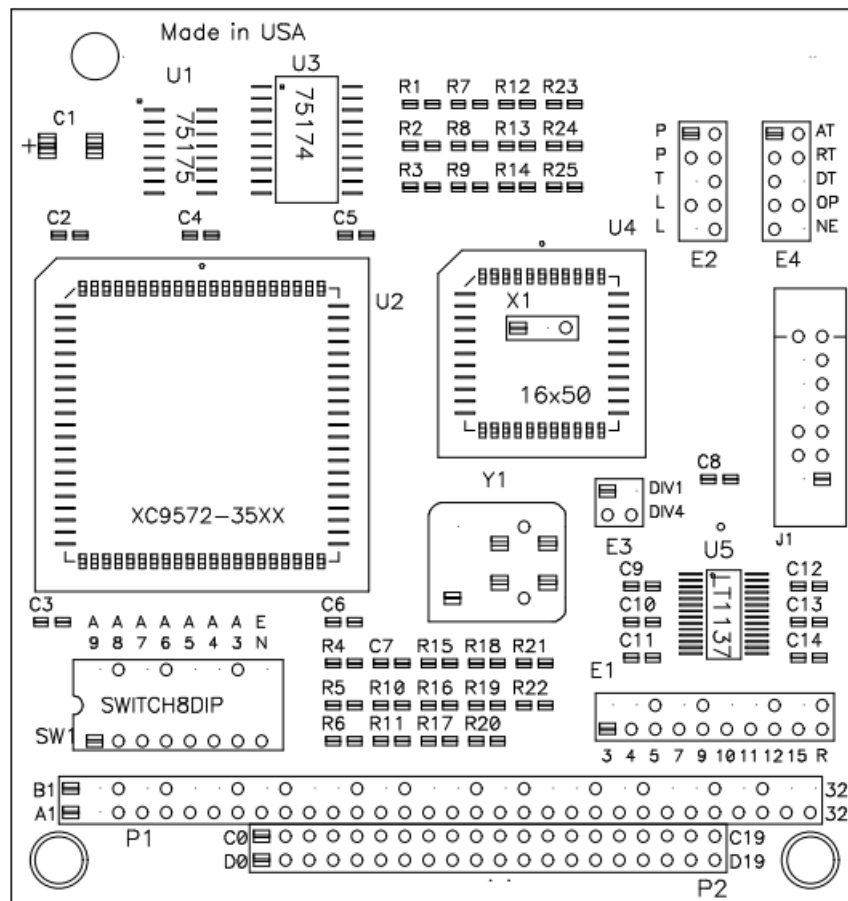 Made in USA
U1
U3
C1
+
75175
75174
R1 R7 R12 R23
R2 R8 R13 R24
R3 R9 R14 R25
P
P
T
L
L
E2
AT
RT
DT
OP
NE
E4
C2 C4 C5
U4
U2
X1
16x50
XC9572-35XX
Y1
DIV1
DIV4
E3
C8
U5
J1
LT1137
C9
C10
C11
C12
C13
C14
C3
A A A A A A A E
9 8 7 6 5 4 3 N
C6
SWITCH8DIP
SW1
R4 C7 R15 R18 R21
R5 R10 R16 R19 R22
R6 R11 R17 R20
E1
3 4 5 7 9 10 11 12 15 R
B1 32
A1 32
P1
C0 C19
D0 D19
P2